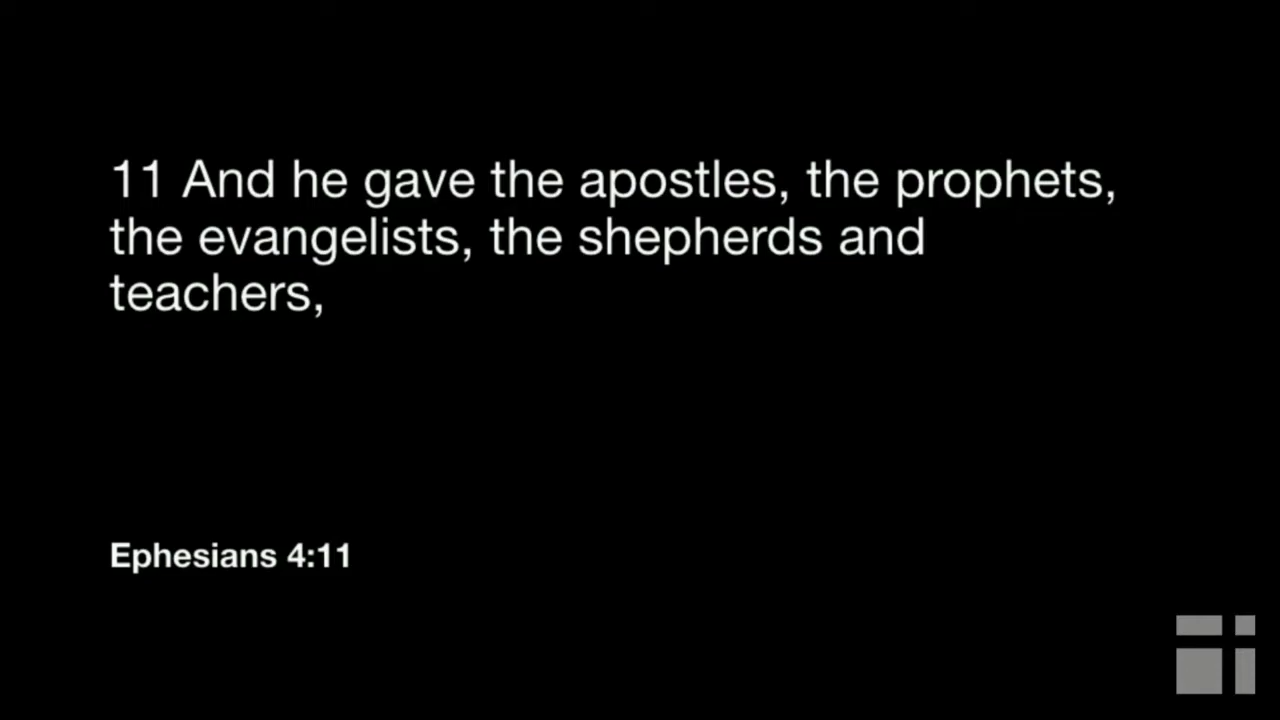 11 And he gave the apostles, the prophets,
the evangelists, the shepherds and
teachers,
Ephesians 4:11